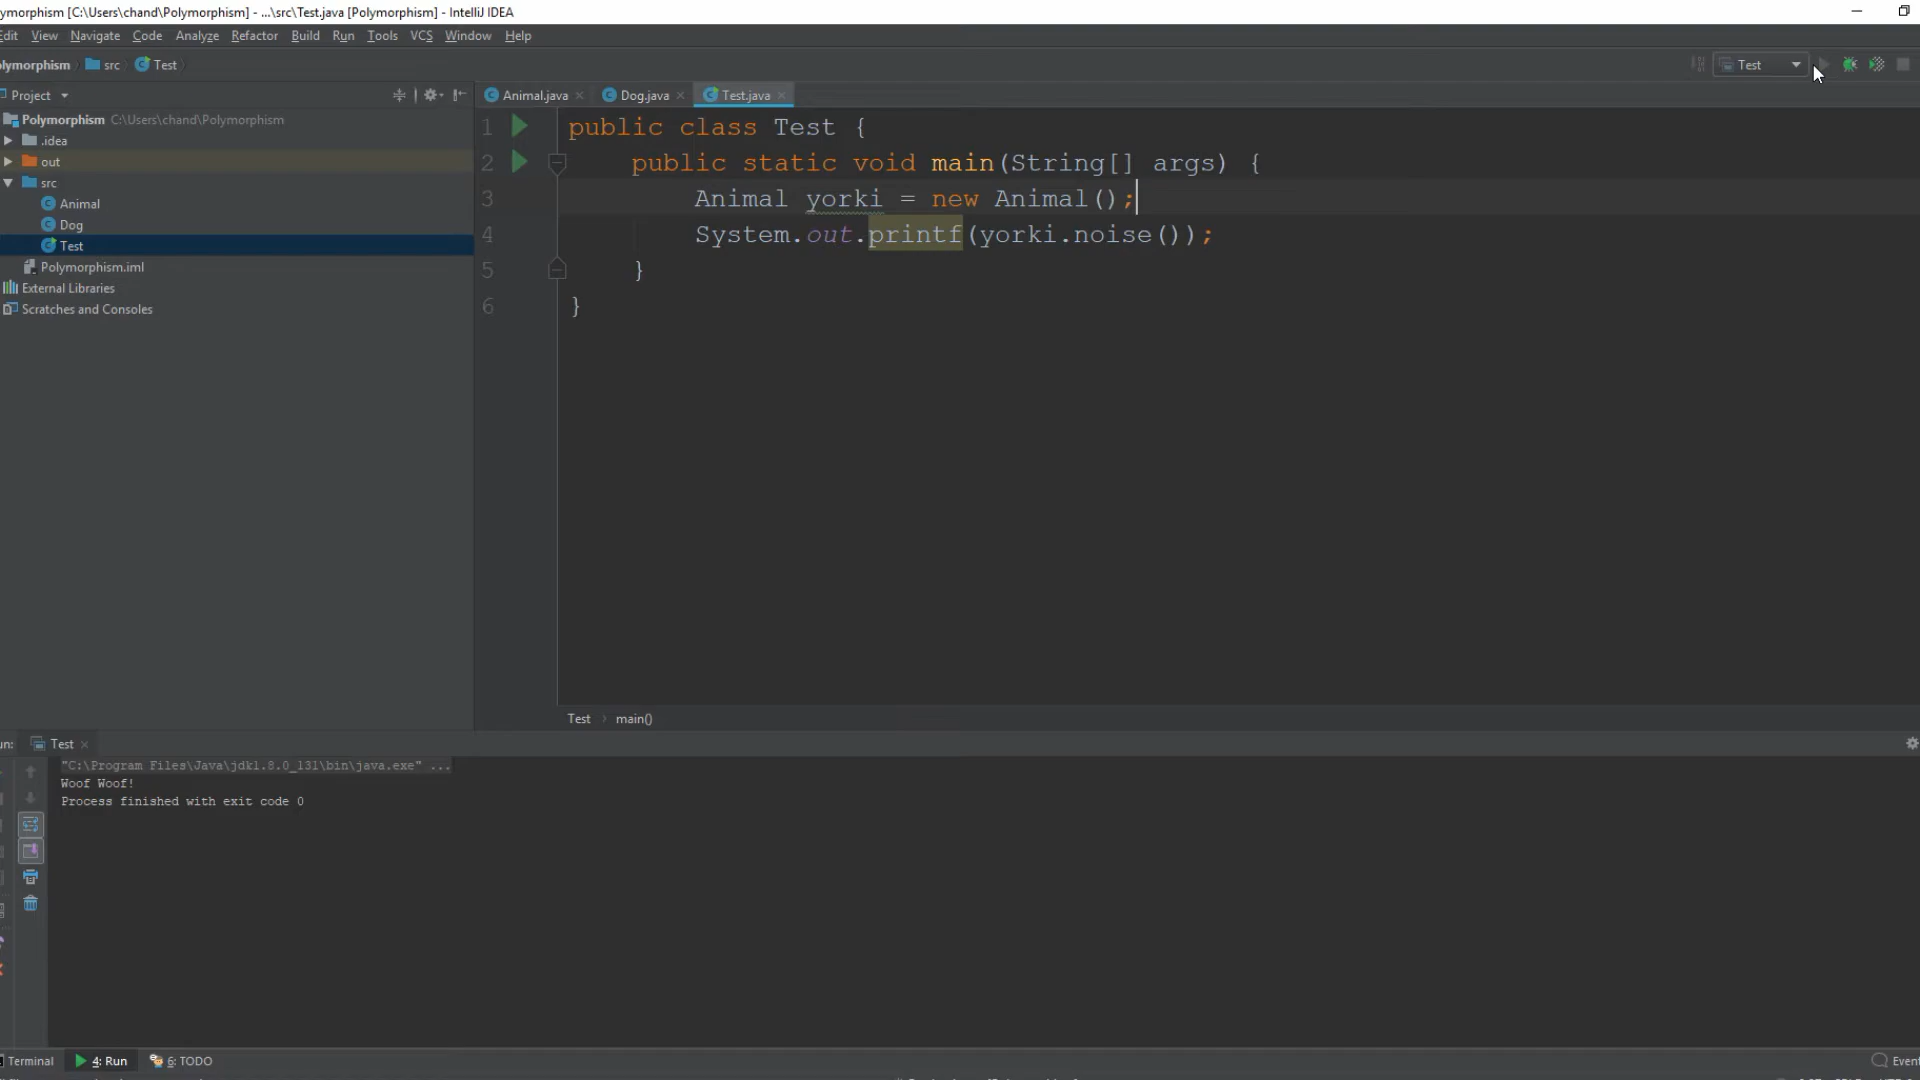 ymorphism [C:\Users\chand\Polymorphism] - ...\src\Test.java [Polymorphism] - IntelliJ IDEA
dit View Navigate Code Analyze Refactor Build Run Tools VCS Window Help
olymorphism src Test
Test
Project
Animal.java Dog.java Test.java
Polymorphism C:\Users\chand\Polymorphism
.idea
out
src
Animal
Dog
Test
Polymorphism.iml
External Libraries
Scratches and Consoles
1 public class Test {
2 public static void main(String[] args) {
3 Animal yorki = new Animal();
4 System.out.printf(yorki.noise());
5 }
6 }
Test main()
un: Test
"C:\Program Files\Java\jdk1.8.0_131\bin\java.exe" ...
Woof Woof!
Process finished with exit code 0
Terminal 4: Run 6: TODO
Event